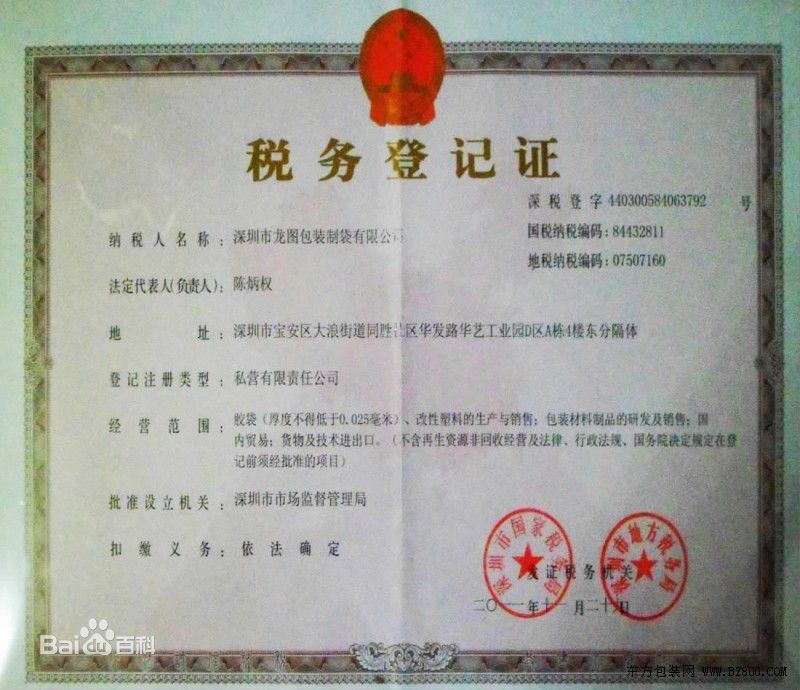 税务登记证
深税登字 440300584063792 号
国税纳税编码: 84432811
地税纳税编码: 07507160
纳税人名称: 深圳市龙图包装制袋有限公司
法定代表人(负责人): 陈炳权
地址: 深圳市宝安区大浪街道同胜社区华发路华艺工业园D区A栋4楼东分隔体
登记注册类型: 私营有限责任公司
经营范围: 胶袋(厚度不得低于0.025毫米)、改性塑料的生产与销售; 包装材料制品的研发及销售; 国
内贸易; 货物及技术进出口。(不含再生资源非回收经营及法律、行政法规、国务院决定规定在登
记前须经批准的项目)
批准设立机关: 深圳市市场监督管理局
扣缴义务: 依法确定
深圳市国家税务局
深圳市地方税务局
发证税务机关
二〇一一年十一月二十日
Bai百科
东方包装网 www.BZ800.com